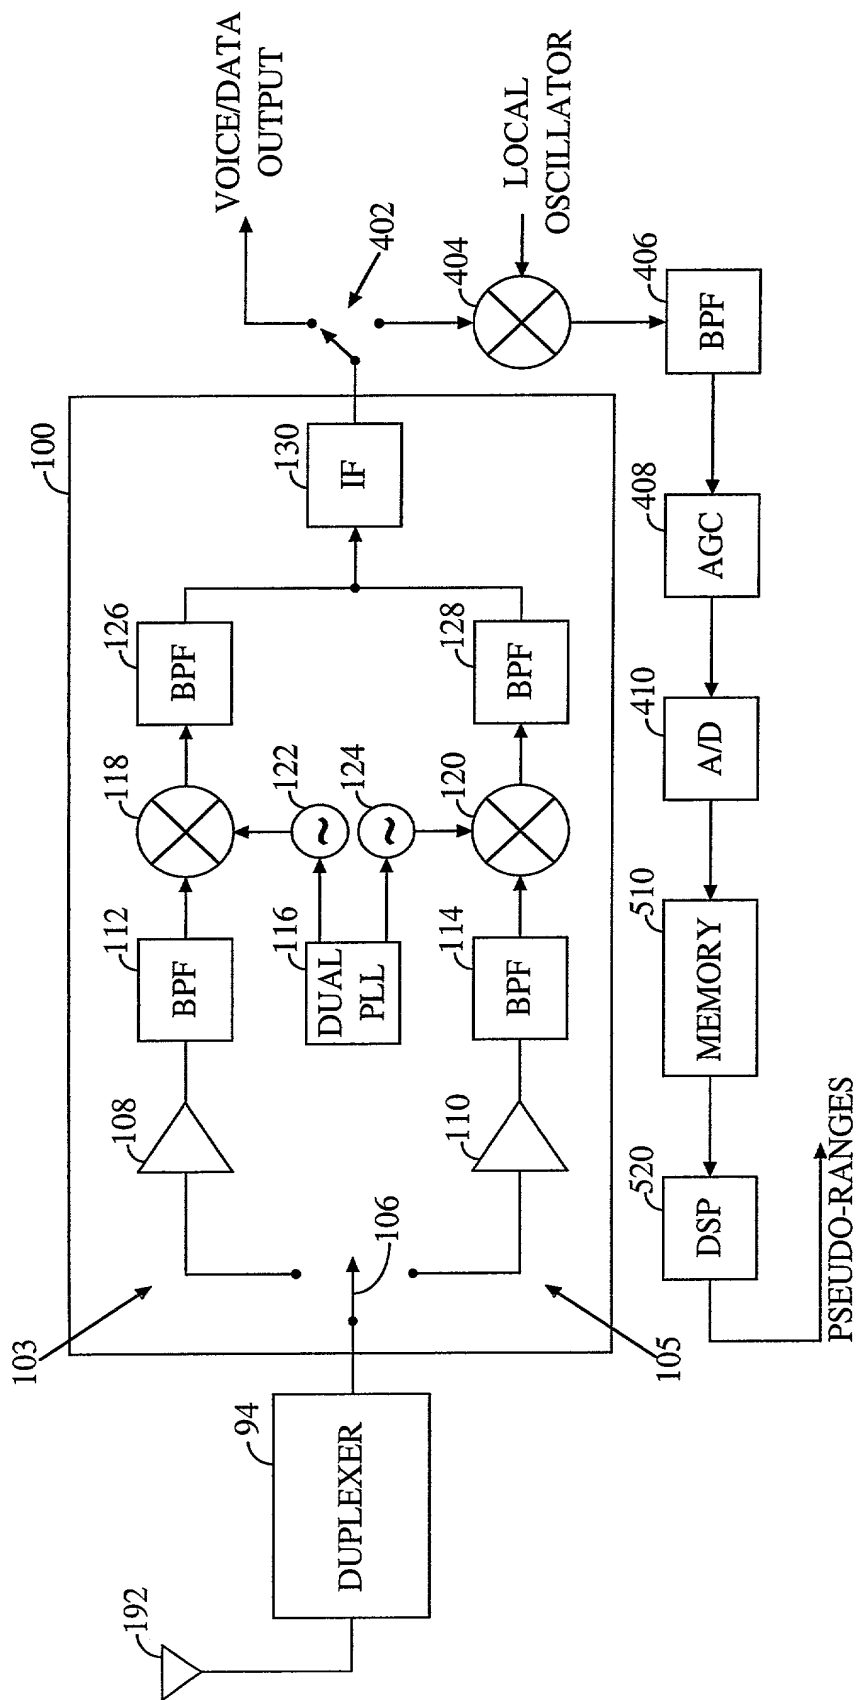 192
94
DUPLEXER
103
105
100
106
108
110
112
BPF
114
BPF
116
DUAL
PLL
118
120
122
~
124
~
126
BPF
128
BPF
130
IF
402
VOICE/DATA
OUTPUT
404
LOCAL
OSCILLATOR
406
BPF
408
AGC
410
A/D
510
MEMORY
520
DSP
PSEUDO-RANGES